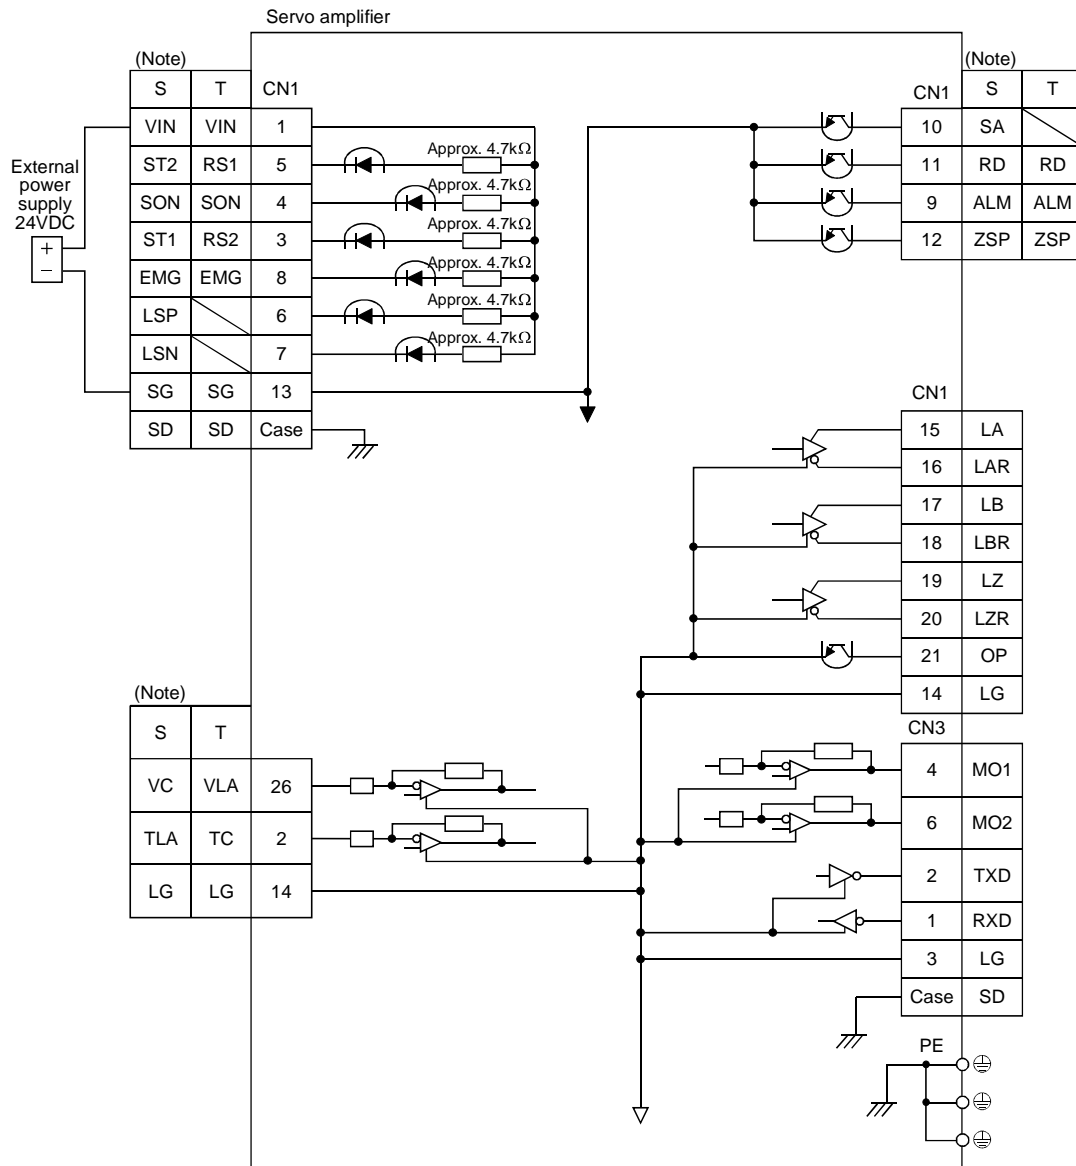 Servo amplifier
(Note)
S T CN1
VIN VIN 1
ST2 RS1 5 Approx. 4.7kΩ
SON SON 4 Approx. 4.7kΩ
ST1 RS2 3 Approx. 4.7kΩ
EMG EMG 8 Approx. 4.7kΩ
LSP 6 Approx. 4.7kΩ
LSN 7 Approx. 4.7kΩ
SG SG 13
SD SD Case
External
power
supply
24VDC
+
−
(Note)
CN1 S T
10 SA
11 RD RD
9 ALM ALM
12 ZSP ZSP
CN1
15 LA
16 LAR
17 LB
18 LBR
19 LZ
20 LZR
21 OP
14 LG
(Note)
S T
VC VLA 26
TLA TC 2
LG LG 14
CN3
4 MO1
6 MO2
2 TXD
1 RXD
3 LG
Case SD
PE